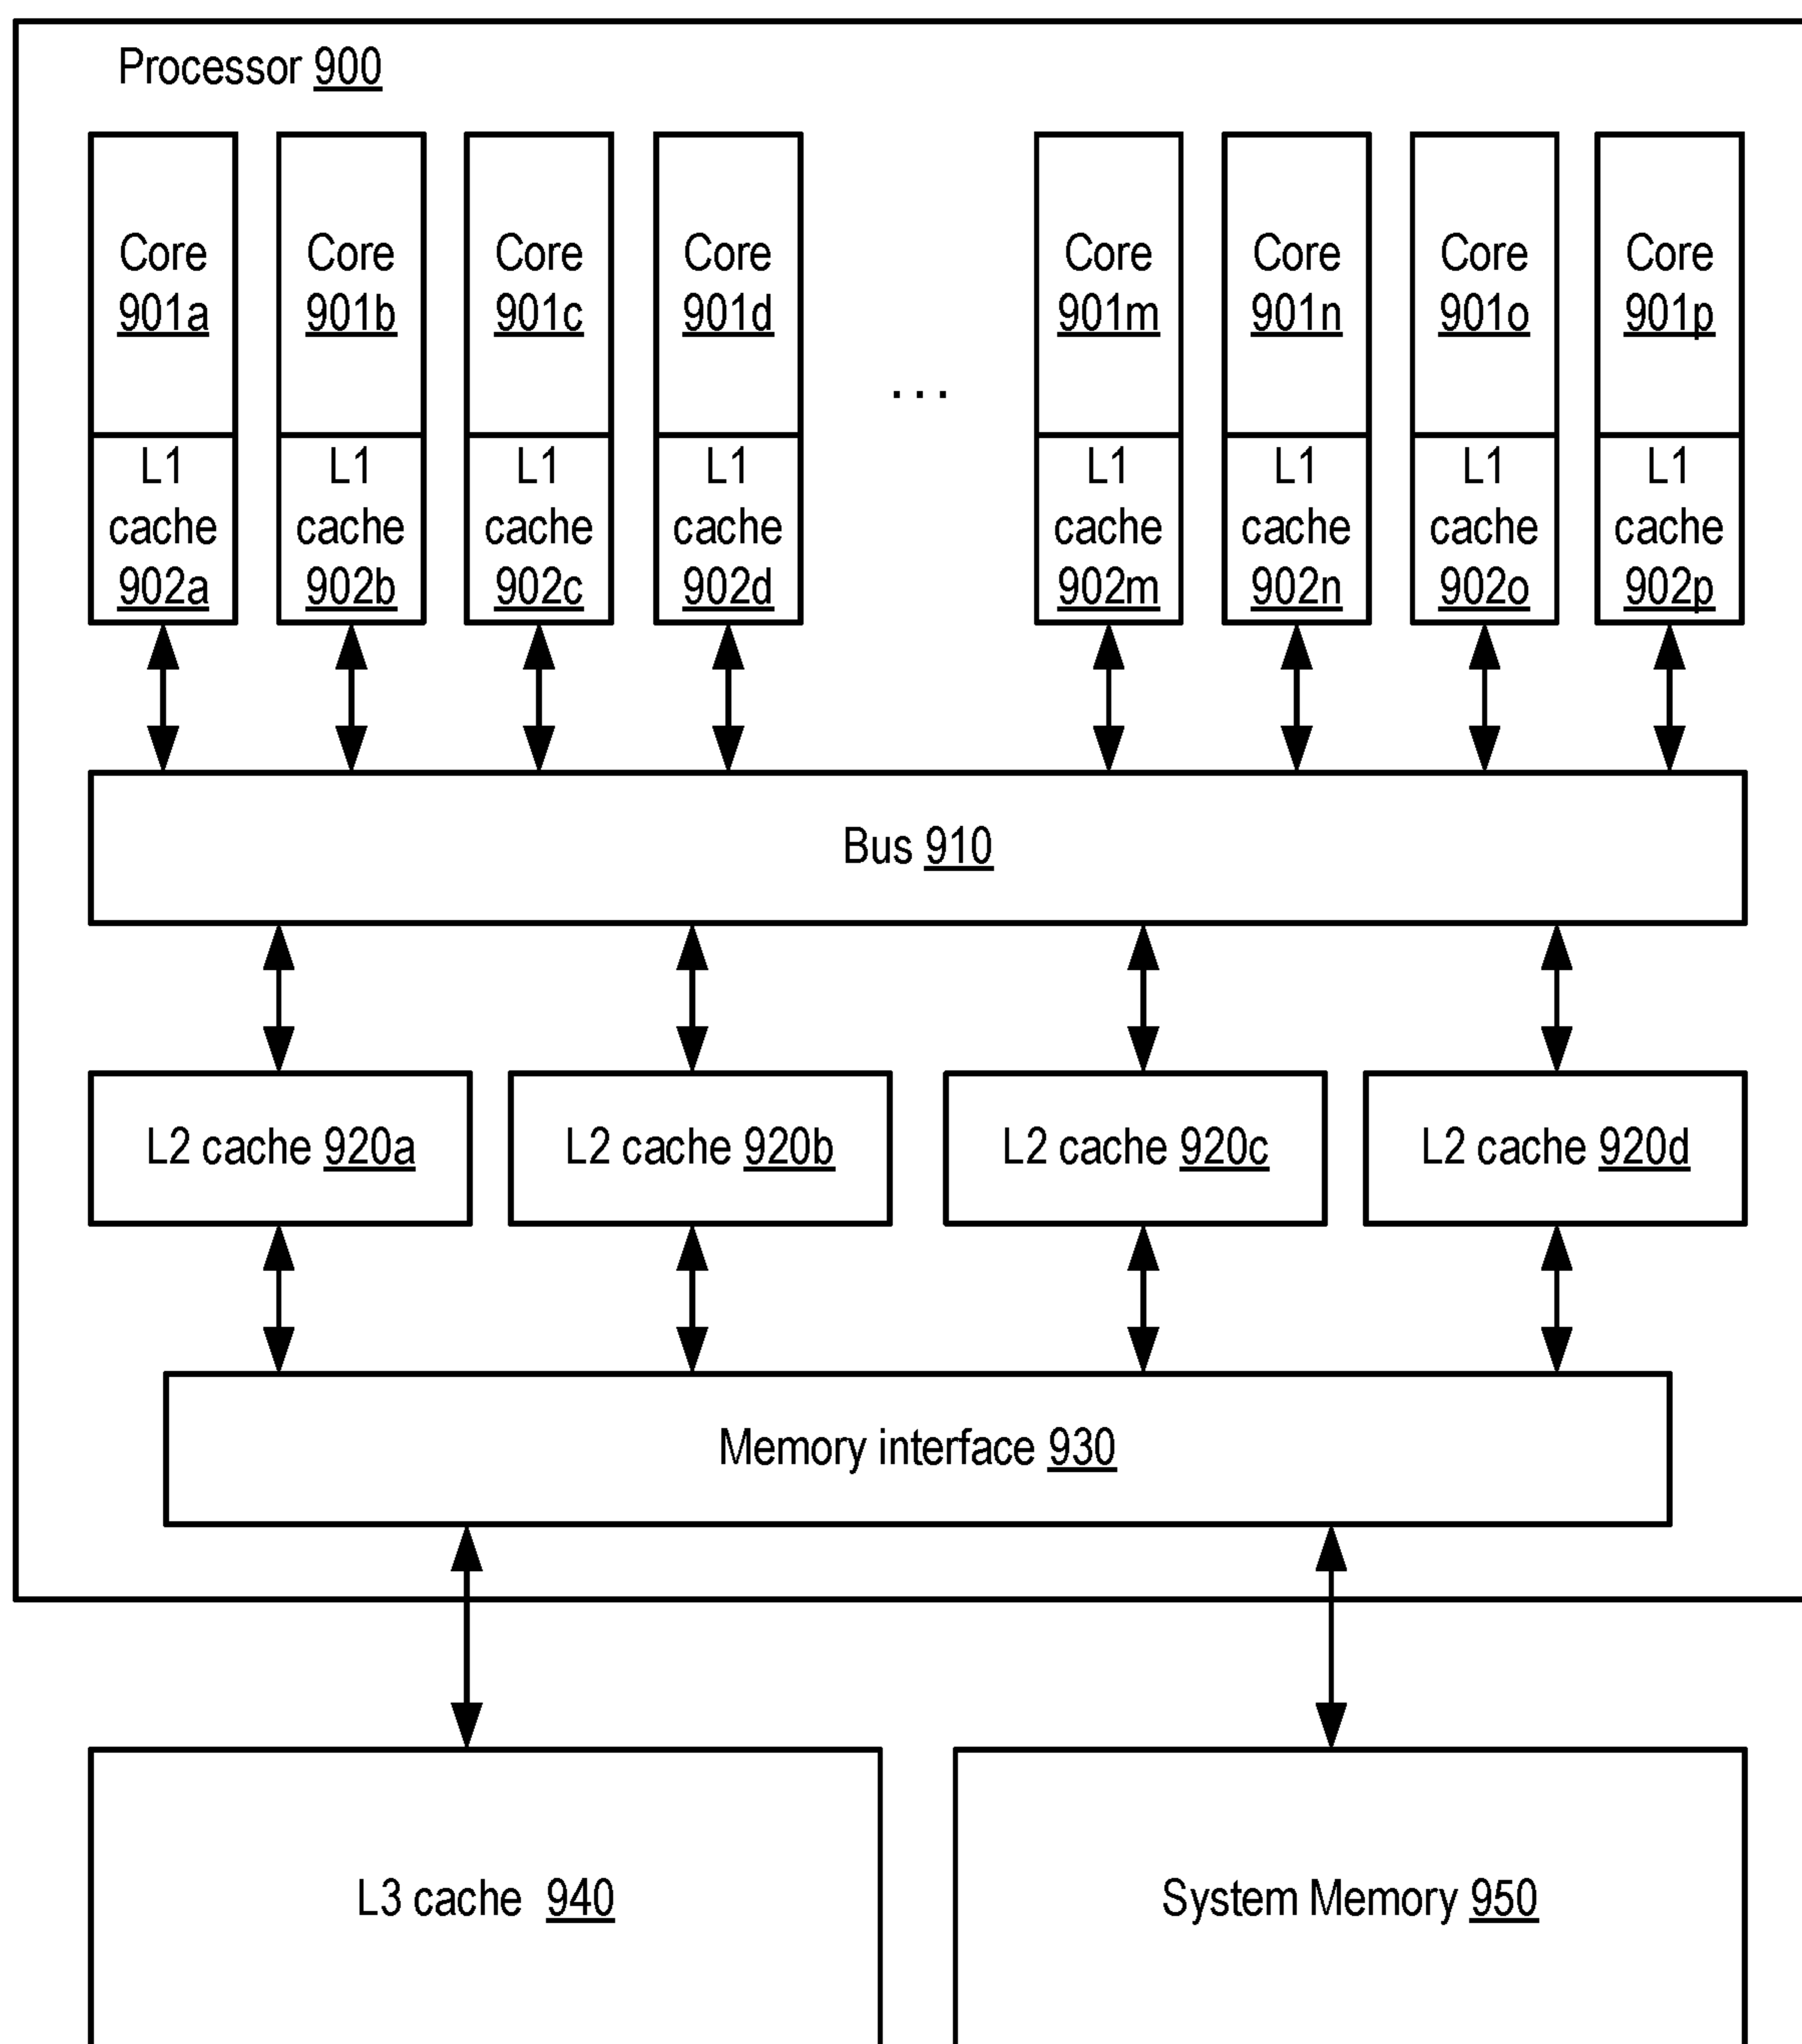 Processor 900
Core Core Core Core Core Core Core Core
901a 901b 901c 901d 901m 901n 901o 901p
...
L1 L1 L1 L1 L1 L1 L1 L1
cache cache cache cache cache cache cache cache
902a 902b 902c 902d 902m 902n 902o 902p
Bus 910
L2 cache 920a L2 cache 920b L2 cache 920c L2 cache 920d
Memory interface 930
L3 cache 940 System Memory 950